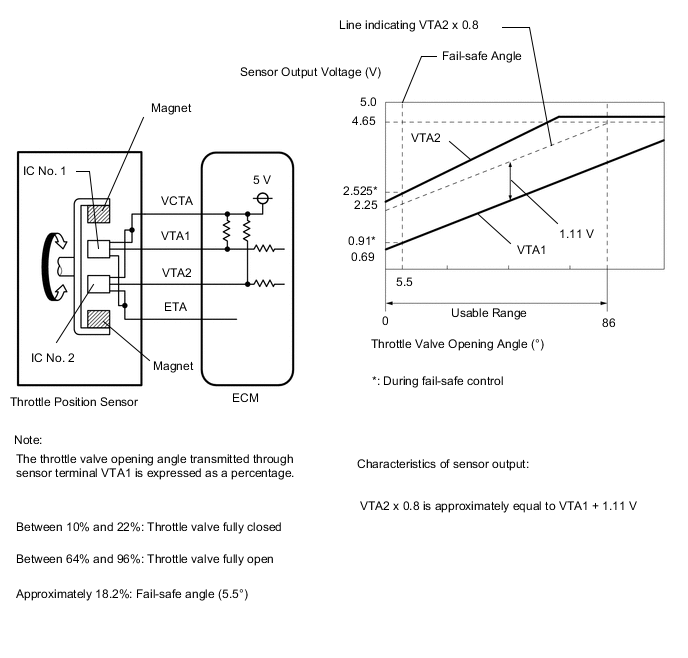 Line indicating VTA2 x 0.8
Fail-safe Angle
Sensor Output Voltage (V)
Magnet
5.0
4.65
IC No. 1
VTA2
5 V
VCTA
2.525*
2.25
VTA1
1.11 V
0.91*
VTA1
0.69
VTA2
5.5
ETA
Usable Range
0
86
IC No. 2
Magnet
Throttle Valve Opening Angle (°)
*: During fail-safe control
Throttle Position Sensor
ECM
Note:
The throttle valve opening angle transmitted through
sensor terminal VTA1 is expressed as a percentage.
Characteristics of sensor output:
VTA2 x 0.8 is approximately equal to VTA1 + 1.11 V
Between 10% and 22%: Throttle valve fully closed
Between 64% and 96%: Throttle valve fully open
Approximately 18.2%: Fail-safe angle (5.5°)